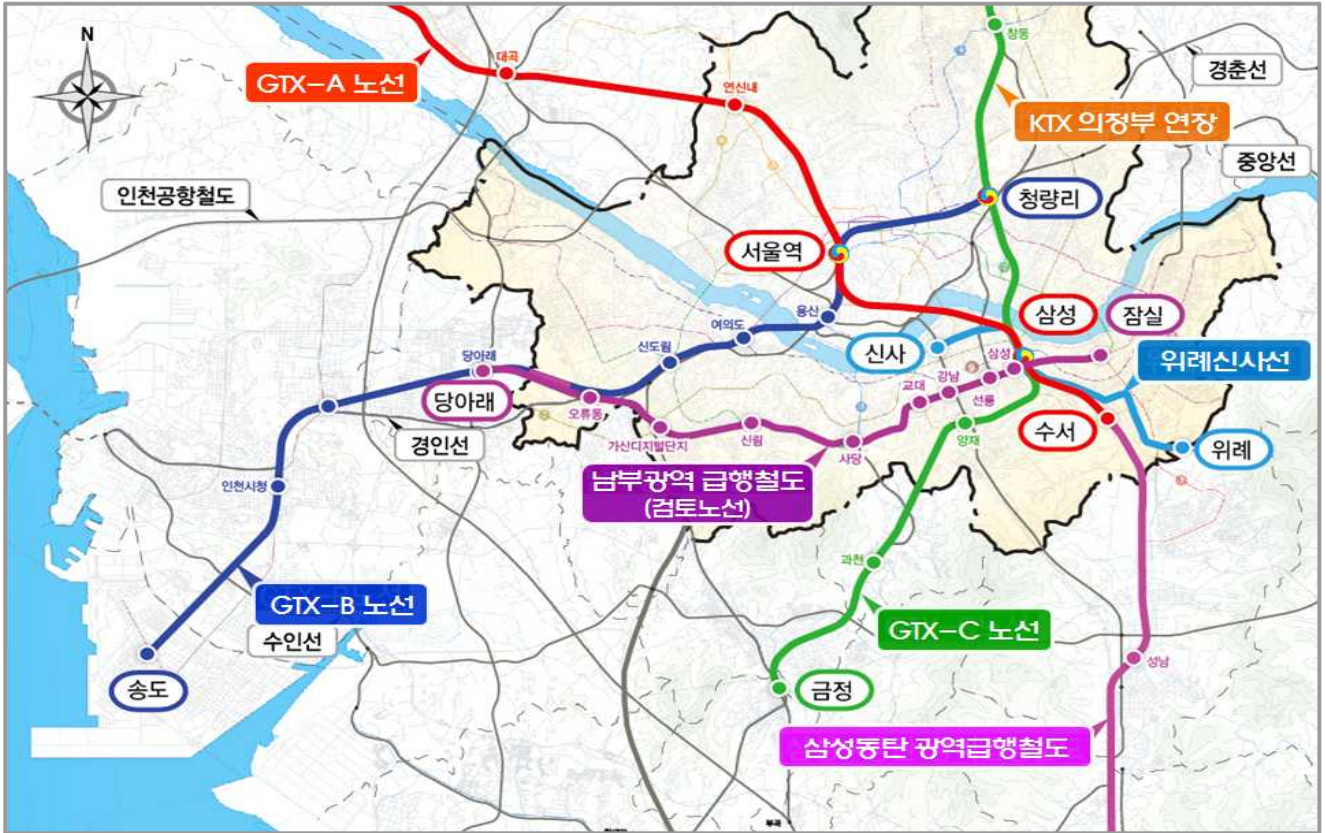 N
대곡
창동
GTX-A 노선
연신내
경춘선
KTX 의정부 연장
중앙선
인천공항철도
청량리
서울역
용산
삼성
잠실
여의도
신사
신도림
당아래
삼성
위례신사선
강남
교대
선릉
당아래
오류동
수서
경인선
가산디지털단지
신림
사당
양재
위례
남부광역 급행철도
(검토노선)
인천시청
과천
GTX-B 노선
GTX-C 노선
수인선
성남
송도
금정
삼성동탄 광역급행철도